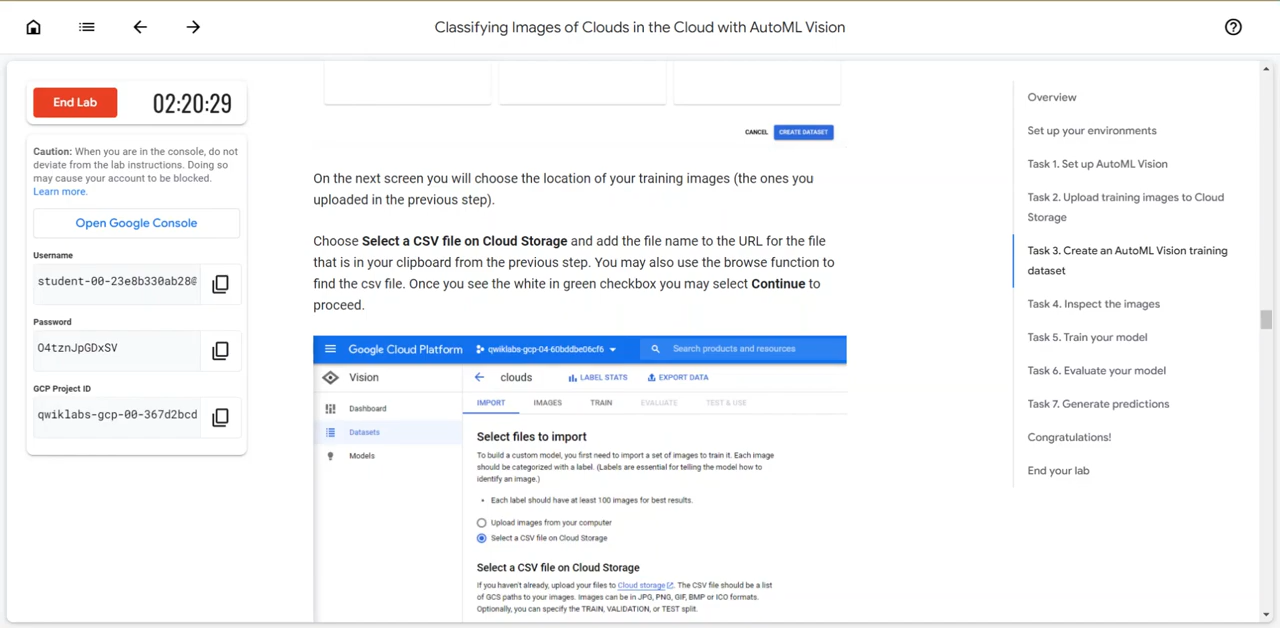 Classifying Images of Clouds in the Cloud with AutoML Vision
End Lab
02:20:29
Caution: When you are in the console, do not
deviate from the lab instructions. Doing so
may cause your account to be blocked.
Learn more.
Open Google Console
Username
student-00-23e8b330ab28@
Password
O4tznJpGDxSV
GCP Project ID
qwiklabs-gcp-00-367d2bcd
CANCEL
CREATE DATASET
On the next screen you will choose the location of your training images (the ones you
uploaded in the previous step).
Choose Select a CSV file on Cloud Storage and add the file name to the URL for the file
that is in your clipboard from the previous step. You may also use the browse function to
find the csv file. Once you see the white in green checkbox you may select Continue to
proceed.
Google Cloud Platform
qwiklabs-gcp-04-60bddbe06cf6
Search products and resources
Vision
clouds
LABEL STATS
EXPORT DATA
Dashboard
Datasets
Models
IMPORT
IMAGES
TRAIN
EVALUATE
TEST & USE
Select files to import
To build a custom model, you first need to import a set of images to train it. Each image
should be categorized with a label. (Labels are essential for telling the model how to
identify an image.)
• Each label should have at least 100 images for best results.
Upload images from your computer
Select a CSV file on Cloud Storage
Select a CSV file on Cloud Storage
If you haven't already, upload your files to Cloud storage. The CSV file should be a list
of GCS paths to your images. Images can be in JPG, PNG, GIF, BMP or ICO formats.
Optionally, you can specify the TRAIN, VALIDATION, or TEST split.
Overview
Set up your environments
Task 1. Set up AutoML Vision
Task 2. Upload training images to Cloud
Storage
Task 3. Create an AutoML Vision training
dataset
Task 4. Inspect the images
Task 5. Train your model
Task 6. Evaluate your model
Task 7. Generate predictions
Congratulations!
End your lab